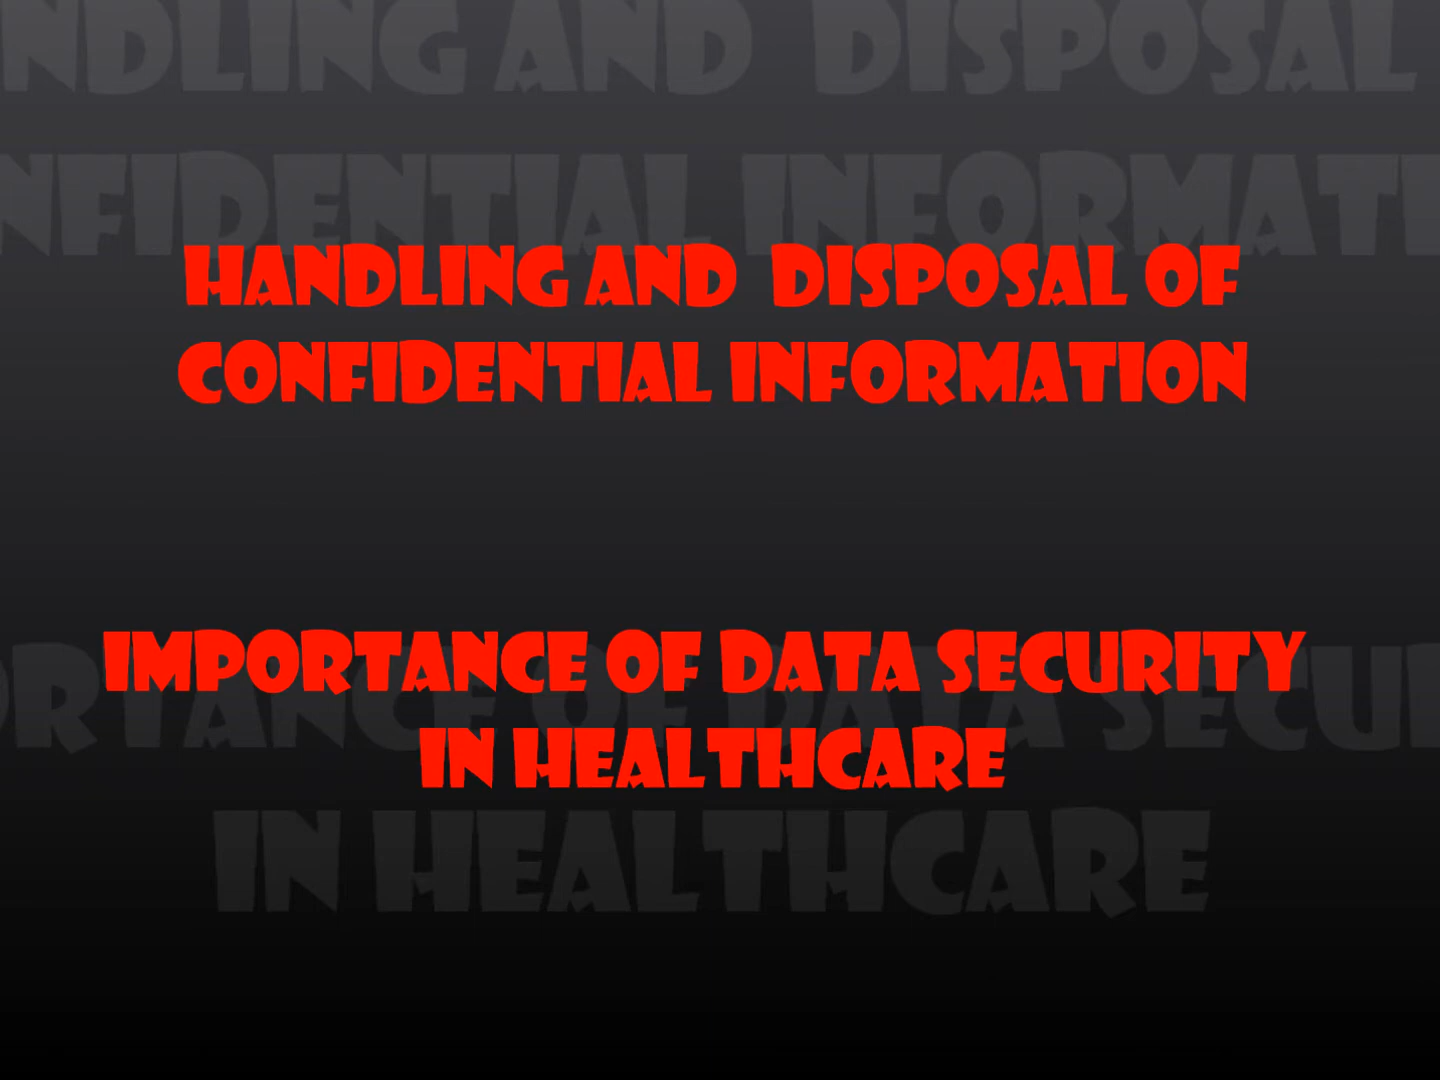 HANDLING AND  DISPOSAL OF
CONFIDENTIAL INFORMATION
IMPORTANCE OF DATA SECURITY
IN HEALTHCARE